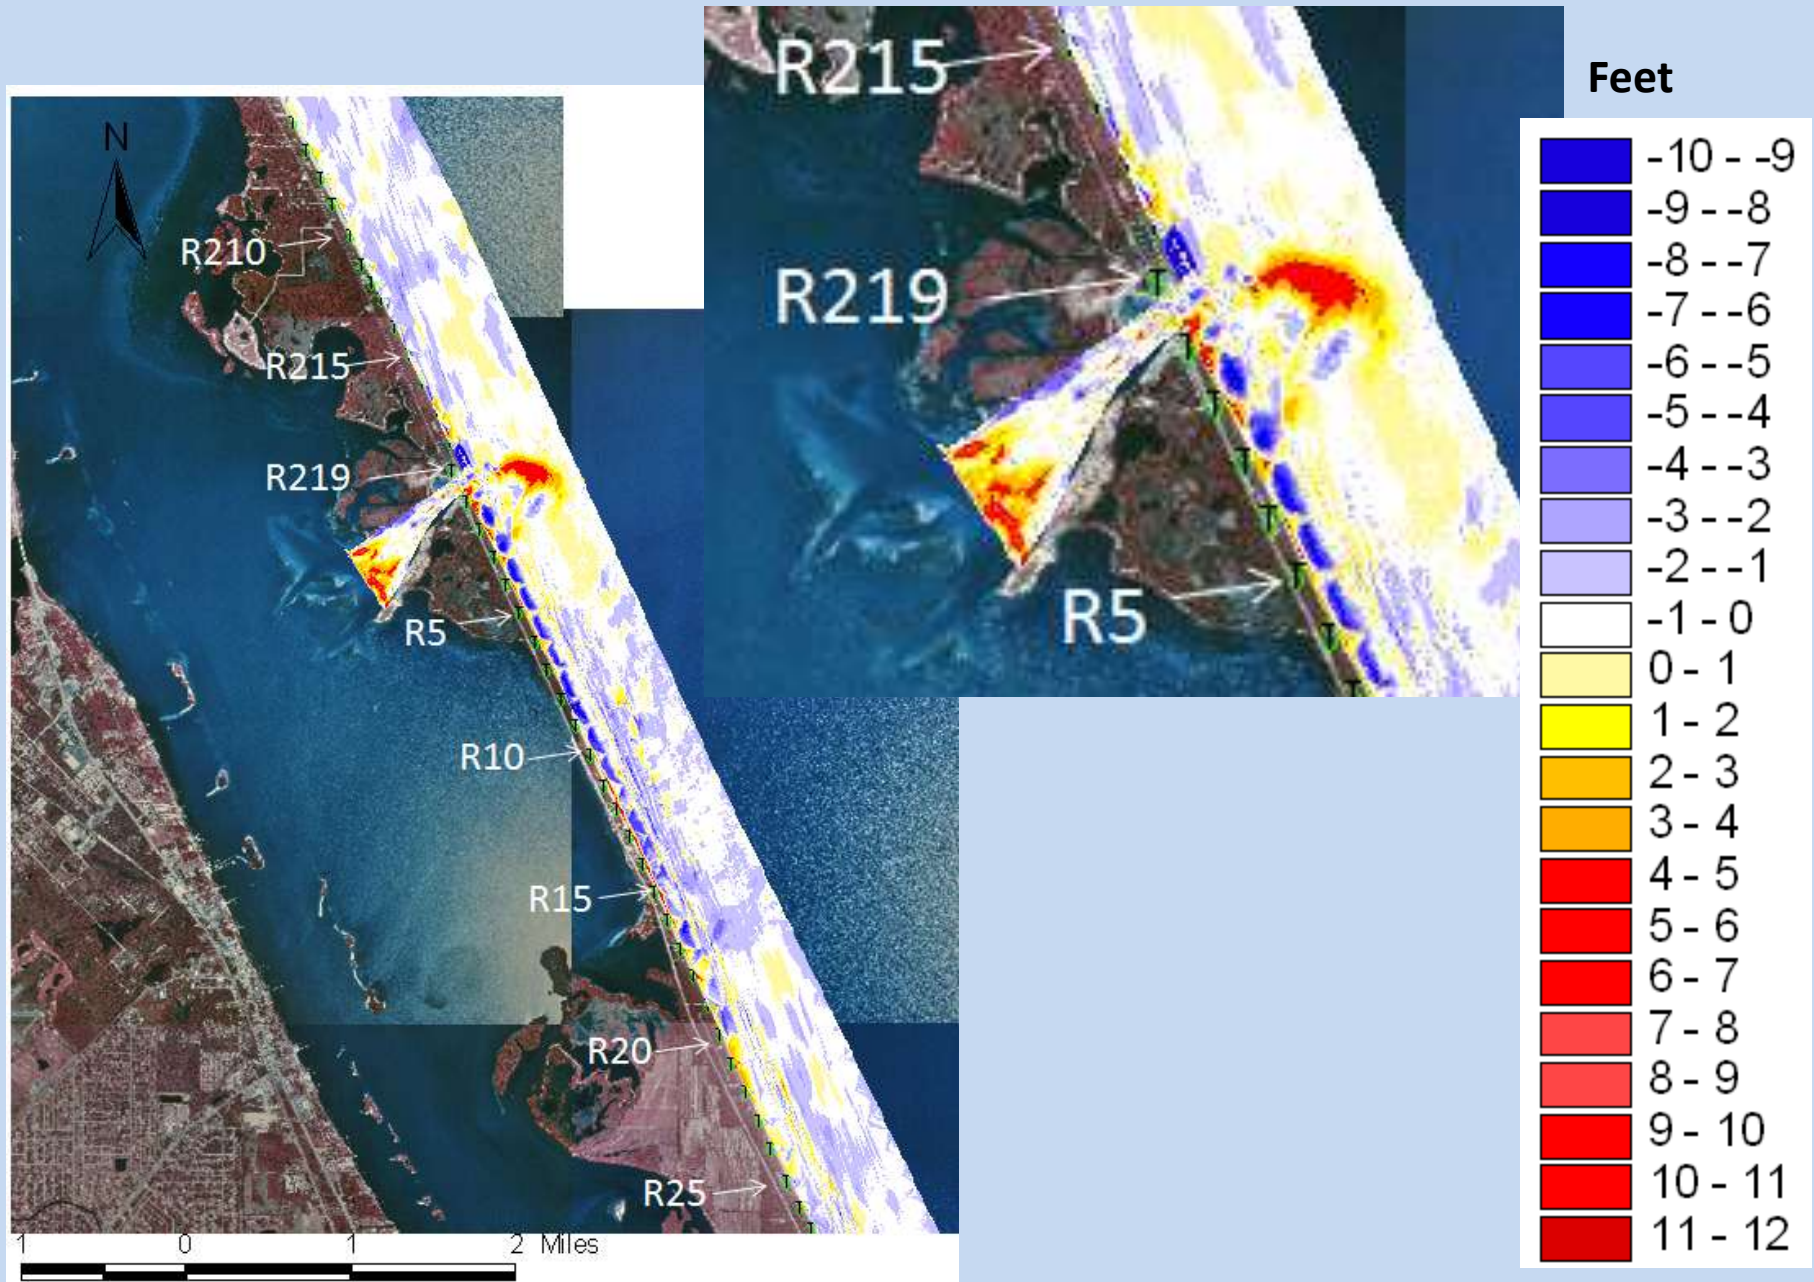 N
R210
R215
R219
R5
R10
R15
R20
R25
1 0 1 2 Miles
R215
R219
R5
Feet
-10 - -9
-9 - -8
-8 - -7
-7 - -6
-6 - -5
-5 - -4
-4 - -3
-3 - -2
-2 - -1
-1 - 0
0 - 1
1 - 2
2 - 3
3 - 4
4 - 5
5 - 6
6 - 7
7 - 8
8 - 9
9 - 10
10 - 11
11 - 12